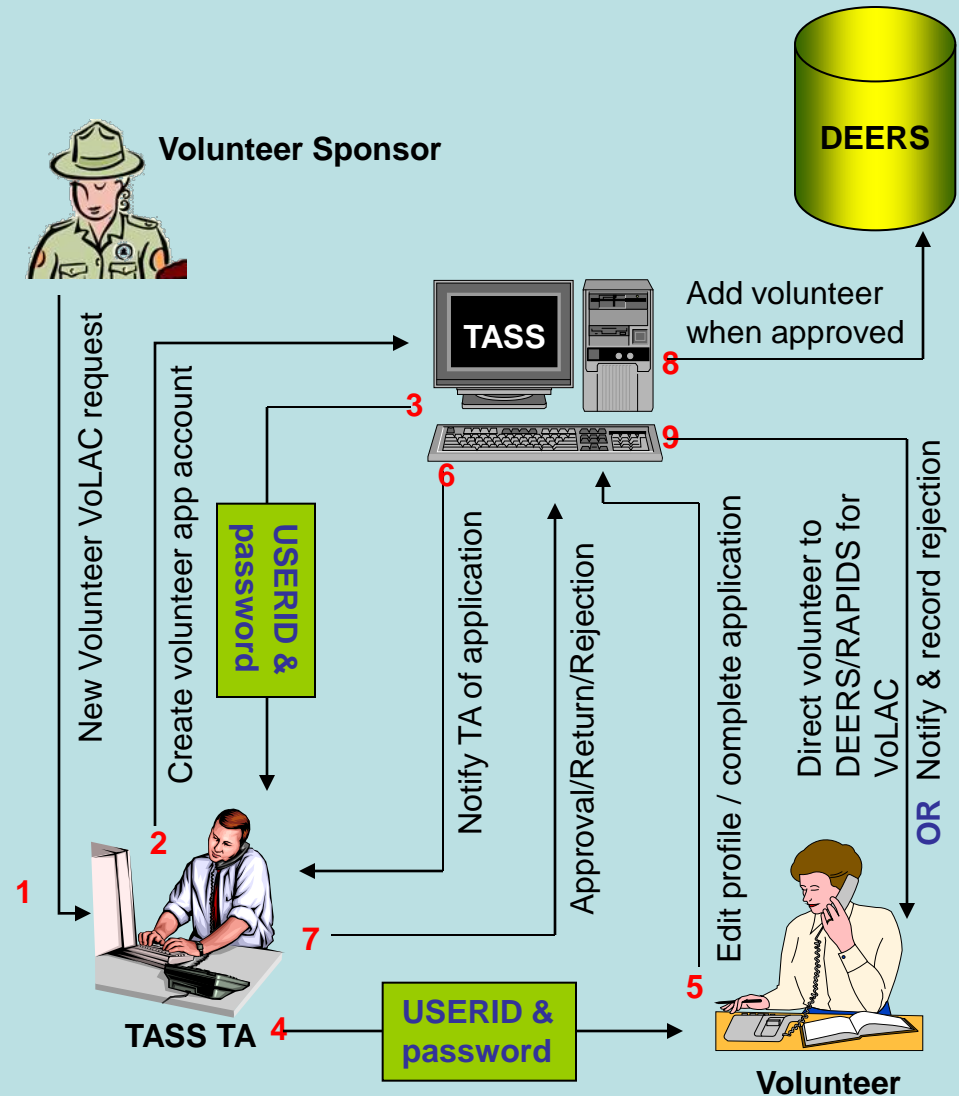 DEERS
Volunteer Sponsor
TASS
Add volunteer
when approved
8
3
9
6
New Volunteer VoLAC request
Create volunteer app account
USERID &
password
Notify TA of application
Approval/Return/Rejection
Edit profile / complete application
Direct volunteer to
DEERS/RAPIDS for
VoLAC
OR Notify & record rejection
2
1
7
5
TASS TA
4
USERID &
password
Volunteer